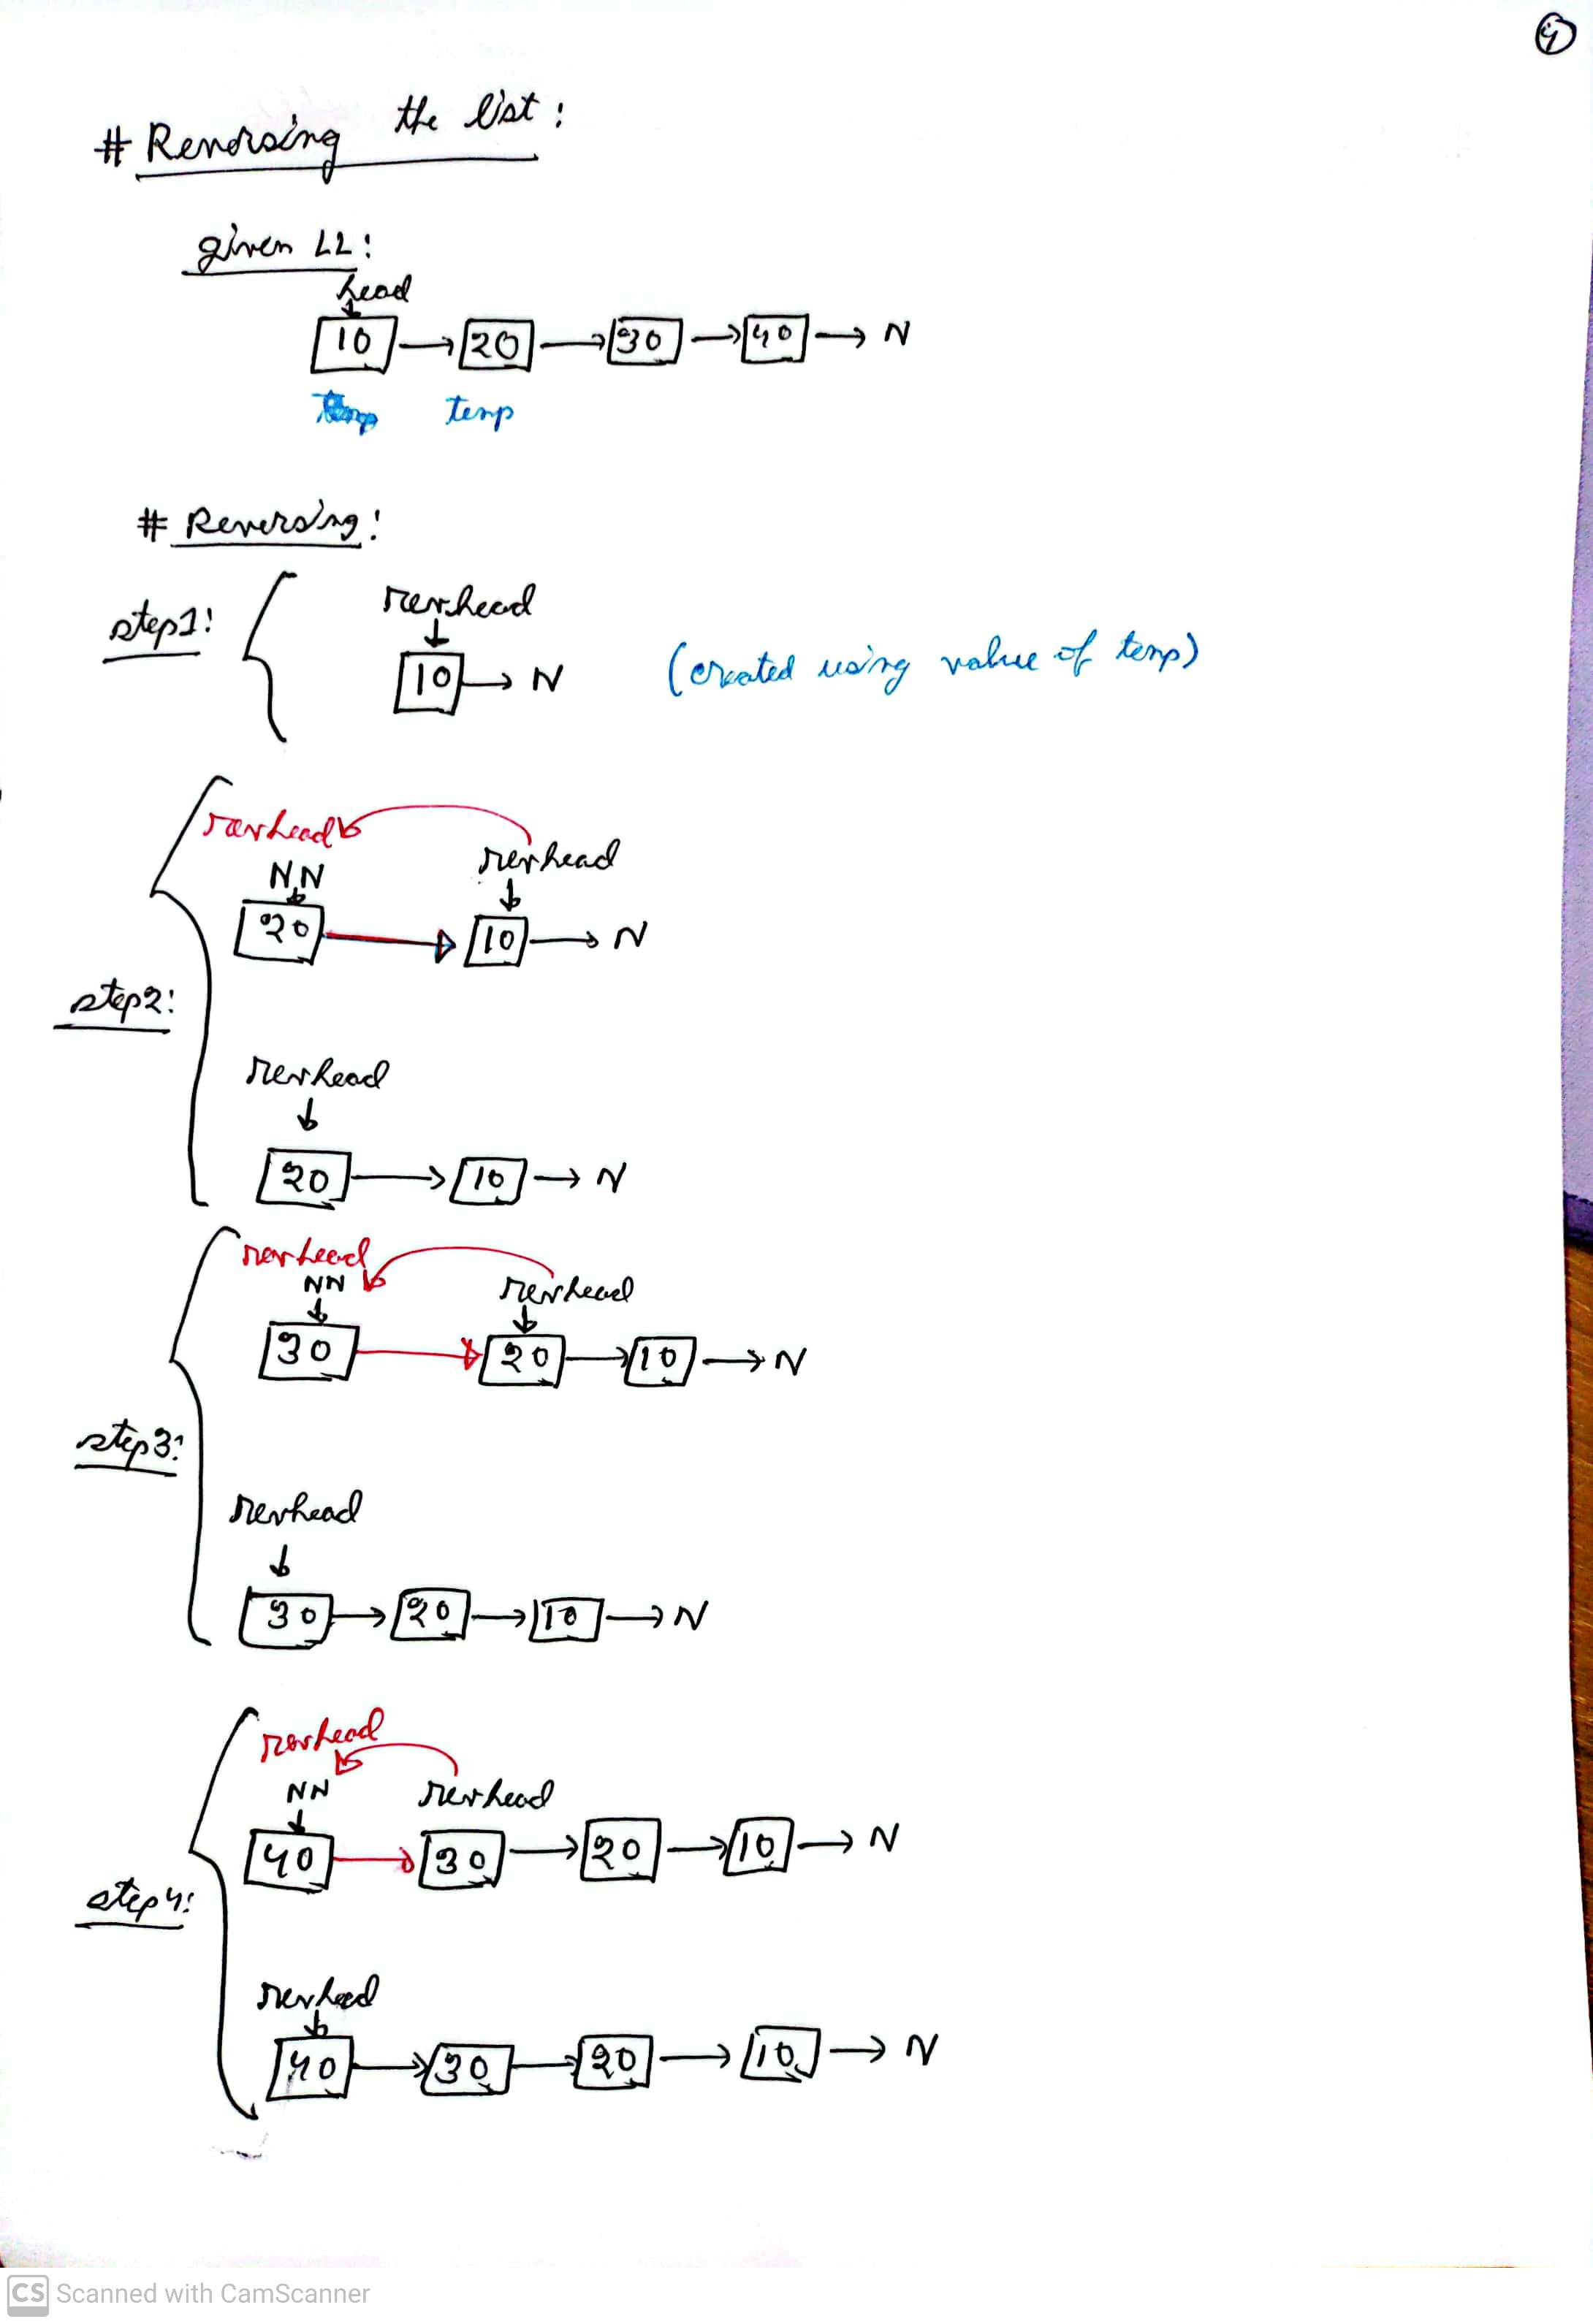 4
# Reversing the list:
given LL:
head
10 → 20 → 30 → 40 → N
temp temp
# Reversing:
step1:
revhead
10 → N (created using value of temp)
step2:
revhead
NN revhead
20 → 10 → N
revhead
20 → 10 → N
step3:
revhead
NN revhead
30 → 20 → 10 → N
revhead
30 → 20 → 10 → N
step4:
revhead
NN revhead
40 → 30 → 20 → 10 → N
revhead
40 → 30 → 20 → 10 → N
CS Scanned with CamScanner